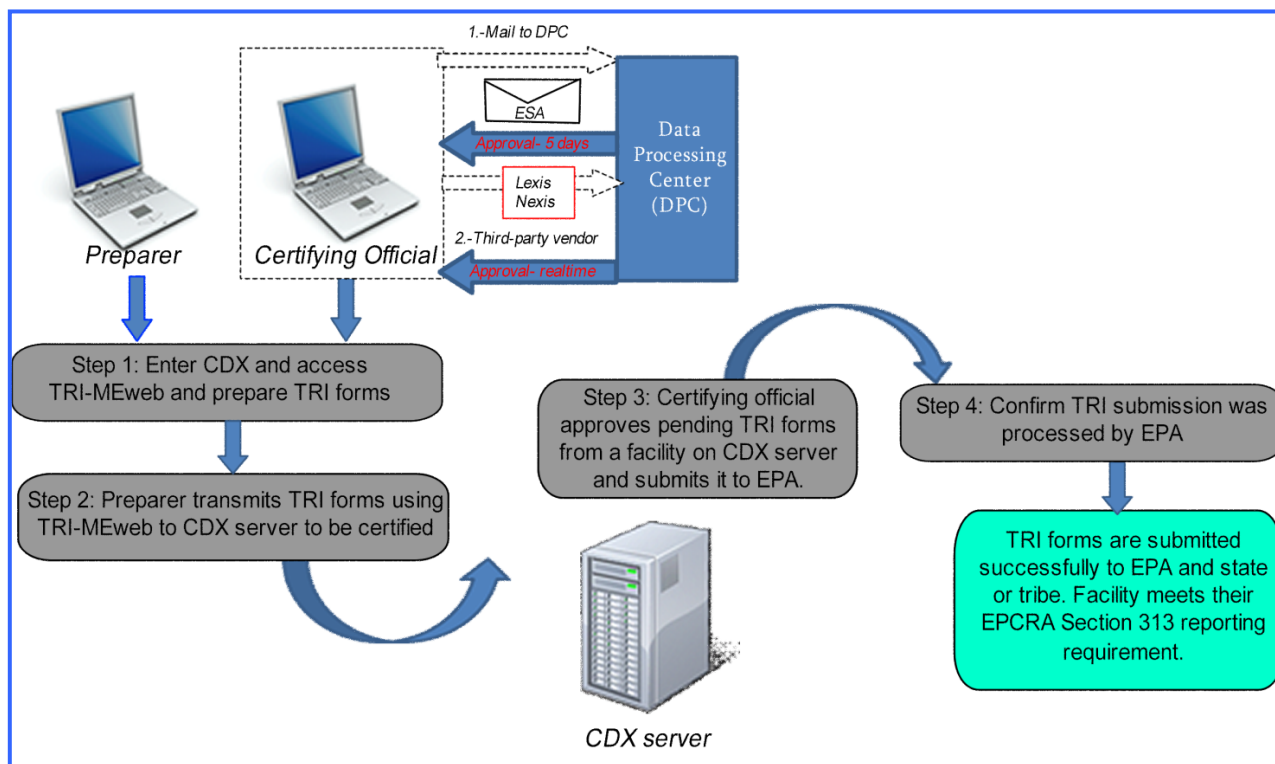 1.-Mail to DPC
ESA
Approval- 5 days
Lexis
Nexis
2.-Third-party vendor
Approval- realtime
Data
Processing
Center
(DPC)
Preparer
Certifying Official
Step 1: Enter CDX and access
TRI-MEweb and prepare TRI forms
Step 2: Preparer transmits TRI forms using
TRI-MEweb to CDX server to be certified
Step 3: Certifying official
approves pending TRI forms
from a facility on CDX server
and submits it to EPA.
CDX server
Step 4: Confirm TRI submission was
processed by EPA
TRI forms are submitted
successfully to EPA and state
or tribe. Facility meets their
EPCRA Section 313 reporting
requirement.